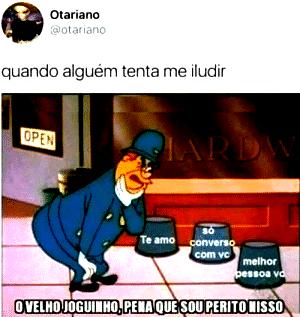 Otariano
@otariano
quando alguém tenta me iludir
OPEN
HARDW
Te amo
só
converso
com vc
melhor
pessoa vc
O VELHO JOGUINHO, PENA QUE SOU PERITO NISSO